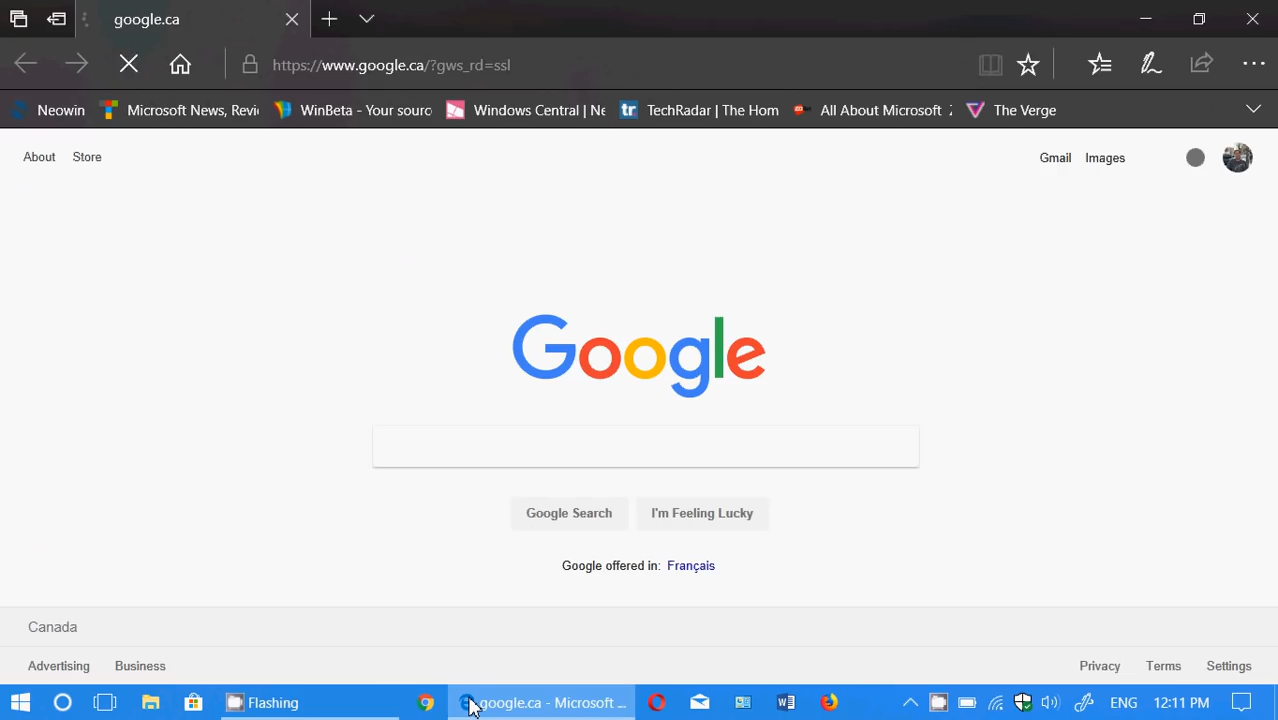 google.ca
https://www.google.ca/?gws_rd=ssl
Neowin Microsoft News, Revi WinBeta - Your sourc Windows Central | Ne tr TechRadar | The Hom All About Microsoft The Verge
About Store Gmail Images
Google
Google Search I'm Feeling Lucky
Google offered in: Français
Canada
Advertising Business Privacy Terms Settings
Flashing google.ca - Microsoft ... ENG 12:11 PM